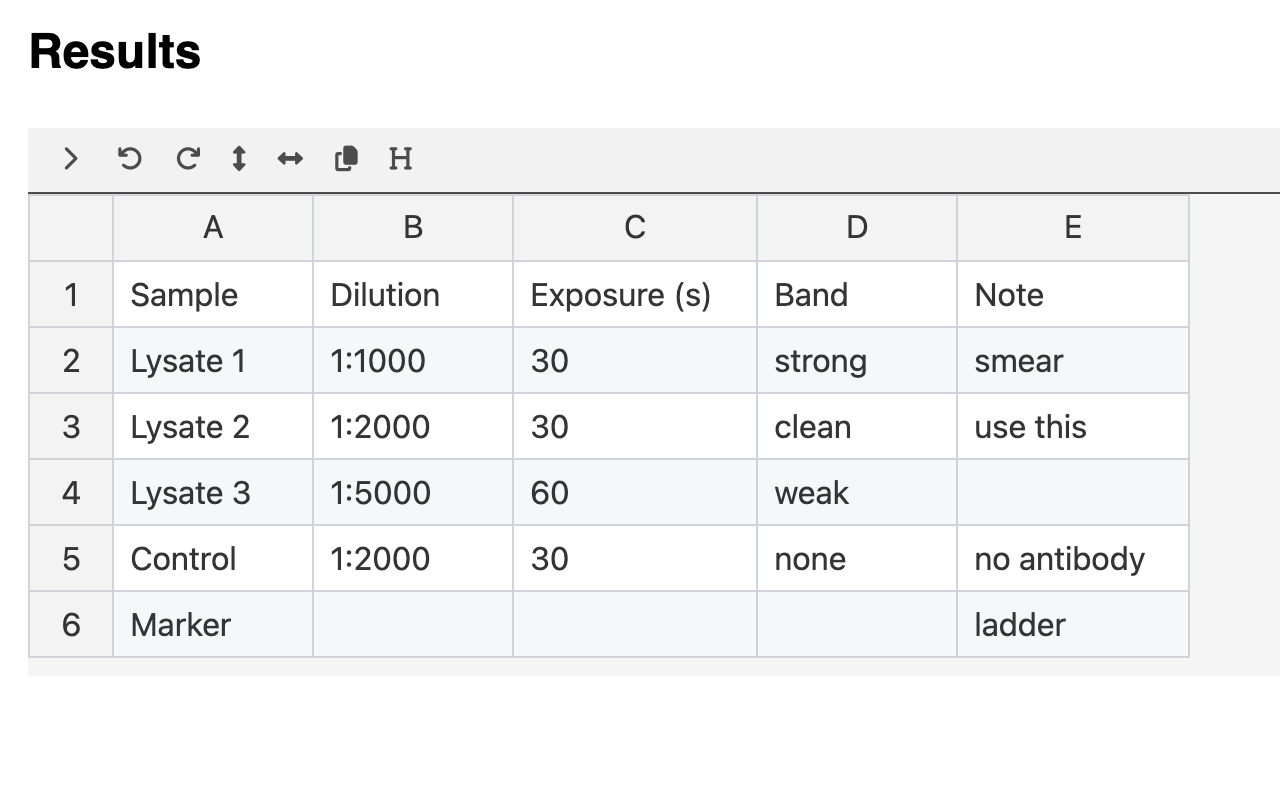 Results
H
A B C D E
1 Sample Dilution Exposure (s) Band Note
2 Lysate 1 1:1000 30 strong smear
3 Lysate 2 1:2000 30 clean use this
4 Lysate 3 1:5000 60 weak
5 Control 1:2000 30 none no antibody
6 Marker ladder